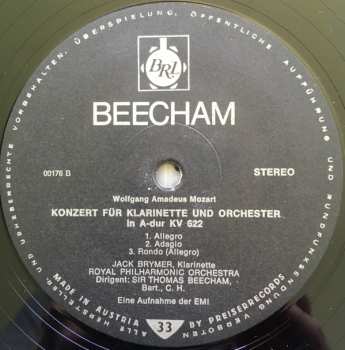 ALLE HERSTELLER- UND URHEBERRECHTE VORBEHALTEN. ÜBERSPIELUNG, ÖFFENTLICHE AUFFÜHRUNG UND RUNDFUNKSENDUNG VERBOTEN
BRI
BEECHAM
00176 B
STEREO
Wolfgang Amadeus Mozart
KONZERT FÜR KLARINETTE UND ORCHESTER
in A-dur KV 622
1. Allegro
2. Adagio
3. Rondo (Allegro)
JACK BRYMER, Klarinette
ROYAL PHILHARMONIC ORCHESTRA
Dirigent: SIR THOMAS BEECHAM,
Bart., C. H.
Eine Aufnahme der EMI
MADE IN AUSTRIA
33
BY PREISERRECORDS